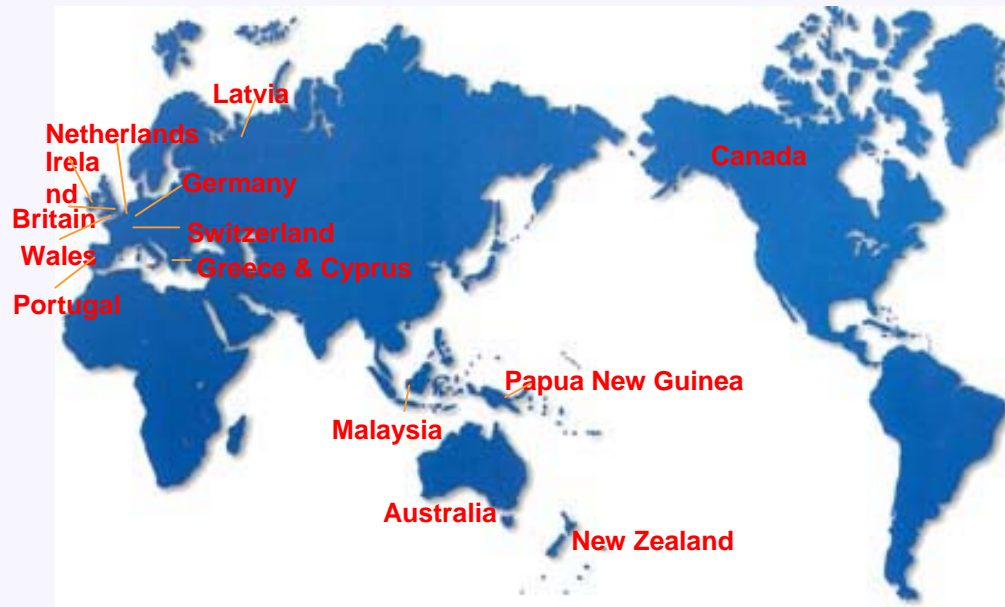 Latvia
Netherlands
Irela
nd
Canada
Germany
Britain
Switzerland
Wales
Greece & Cyprus
Portugal
Papua New Guinea
Malaysia
Australia
New Zealand